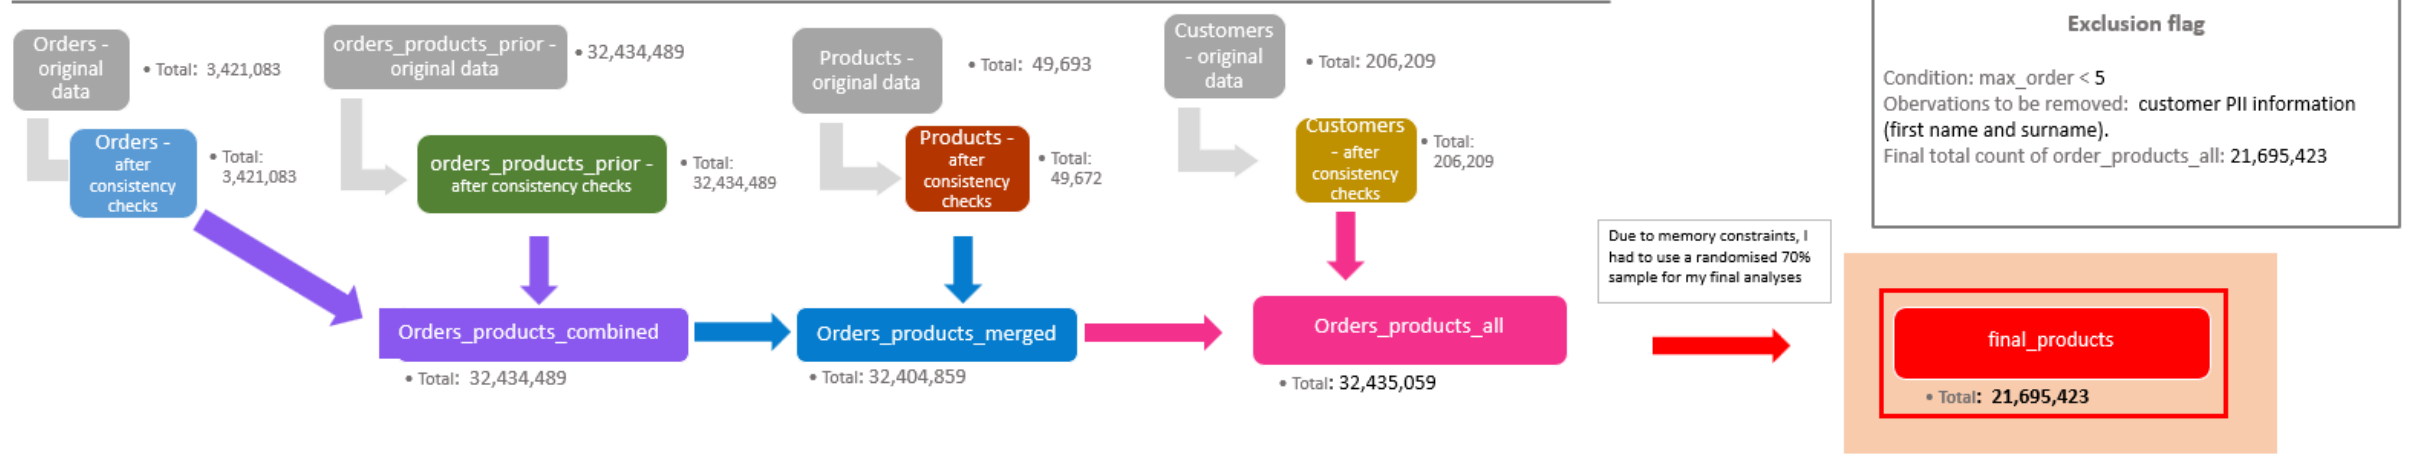 Orders -
original
data
• Total: 3,421,083
orders_products_prior -
original data
• 32,434,489
Products -
original data
• Total: 49,693
Customers
- original
data
• Total: 206,209
Exclusion flag
Condition: max_order < 5
Obervations to be removed: customer PII information
(first name and surname).
Final total count of order_products_all: 21,695,423
Orders -
after
consistency
checks
• Total:
3,421,083
orders_products_prior -
after consistency checks
• Total:
32,434,489
Products -
after
consistency
checks
• Total:
49,672
Customers
- after
consistency
checks
• Total:
206,209
Due to memory constraints, I
had to use a randomised 70%
sample for my final analyses
Orders_products_combined
• Total: 32,434,489
Orders_products_merged
• Total: 32,404,859
Orders_products_all
• Total: 32,435,059
final_products
• Total: 21,695,423